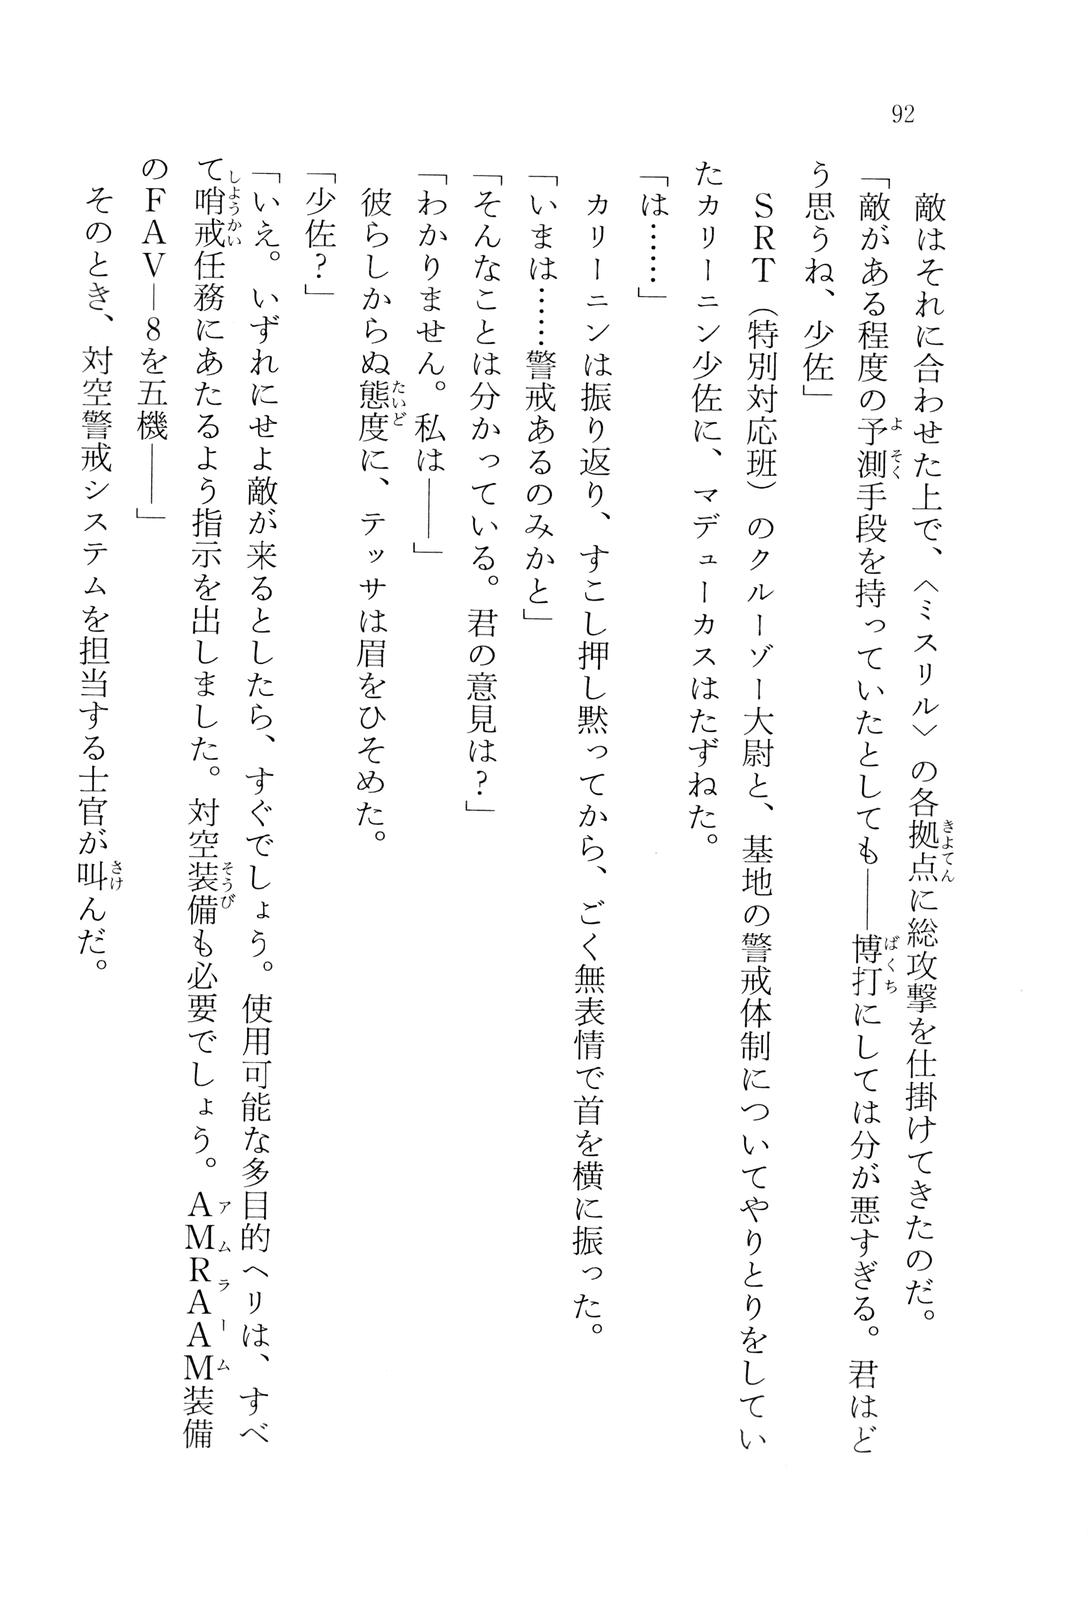 92
敵はそれに合わせた上で、〈ミスリル〉の各拠点に総攻撃を仕掛けてきたのだ。
「敵がある程度の予測手段を持っていたとしても――博打にしては分が悪すぎる。君はど
う思うね、少佐」
ＳＲＴ（特別対応班）のクルーゾー大尉と、基地の警戒体制についてやりとりをしてい
たカリーニン少佐に、マデューカスはたずねた。
「は……」
カリーニンは振り返り、すこし押し黙ってから、ごく無表情で首を横に振った。
「いまは……警戒あるのみかと」
「そんなことは分かっている。君の意見は？」
「わかりません。私は――」
彼らしからぬ態度に、テッサは眉をひそめた。
「少佐？」
「いえ。いずれにせよ敵が来るとしたら、すぐでしょう。使用可能な多目的ヘリは、すべ
て哨戒任務にあたるよう指示を出しました。対空装備も必要でしょう。ＡＭＲＡＡＭ装備
のＦＡＶ―８を五機――」
そのとき、対空警戒システムを担当する士官が叫んだ。